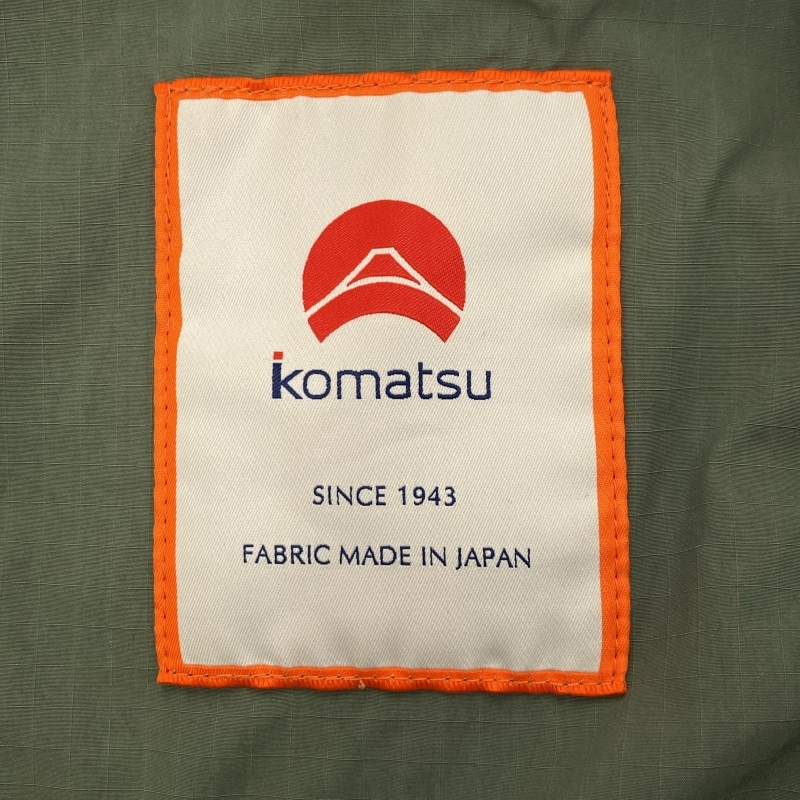 komatsu
SINCE 1943
FABRIC MADE IN JAPAN